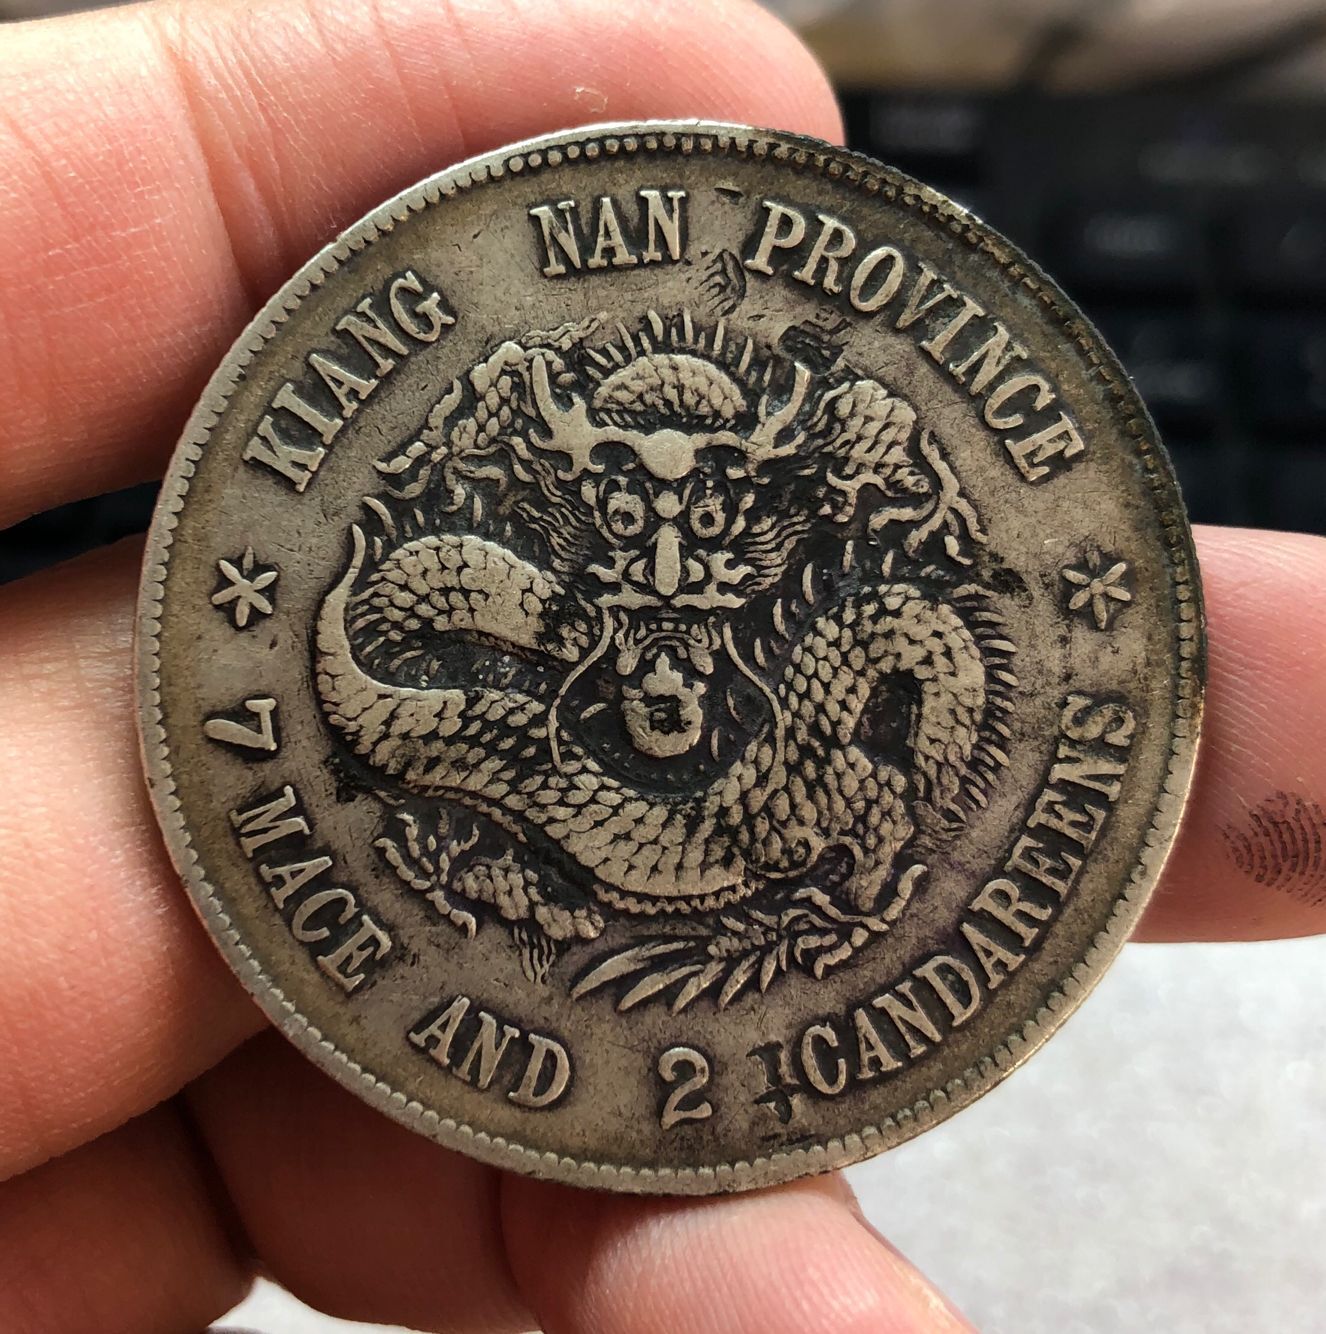 KIANG NAN PROVINCE
7 MACE AND 2 CANDAREENS